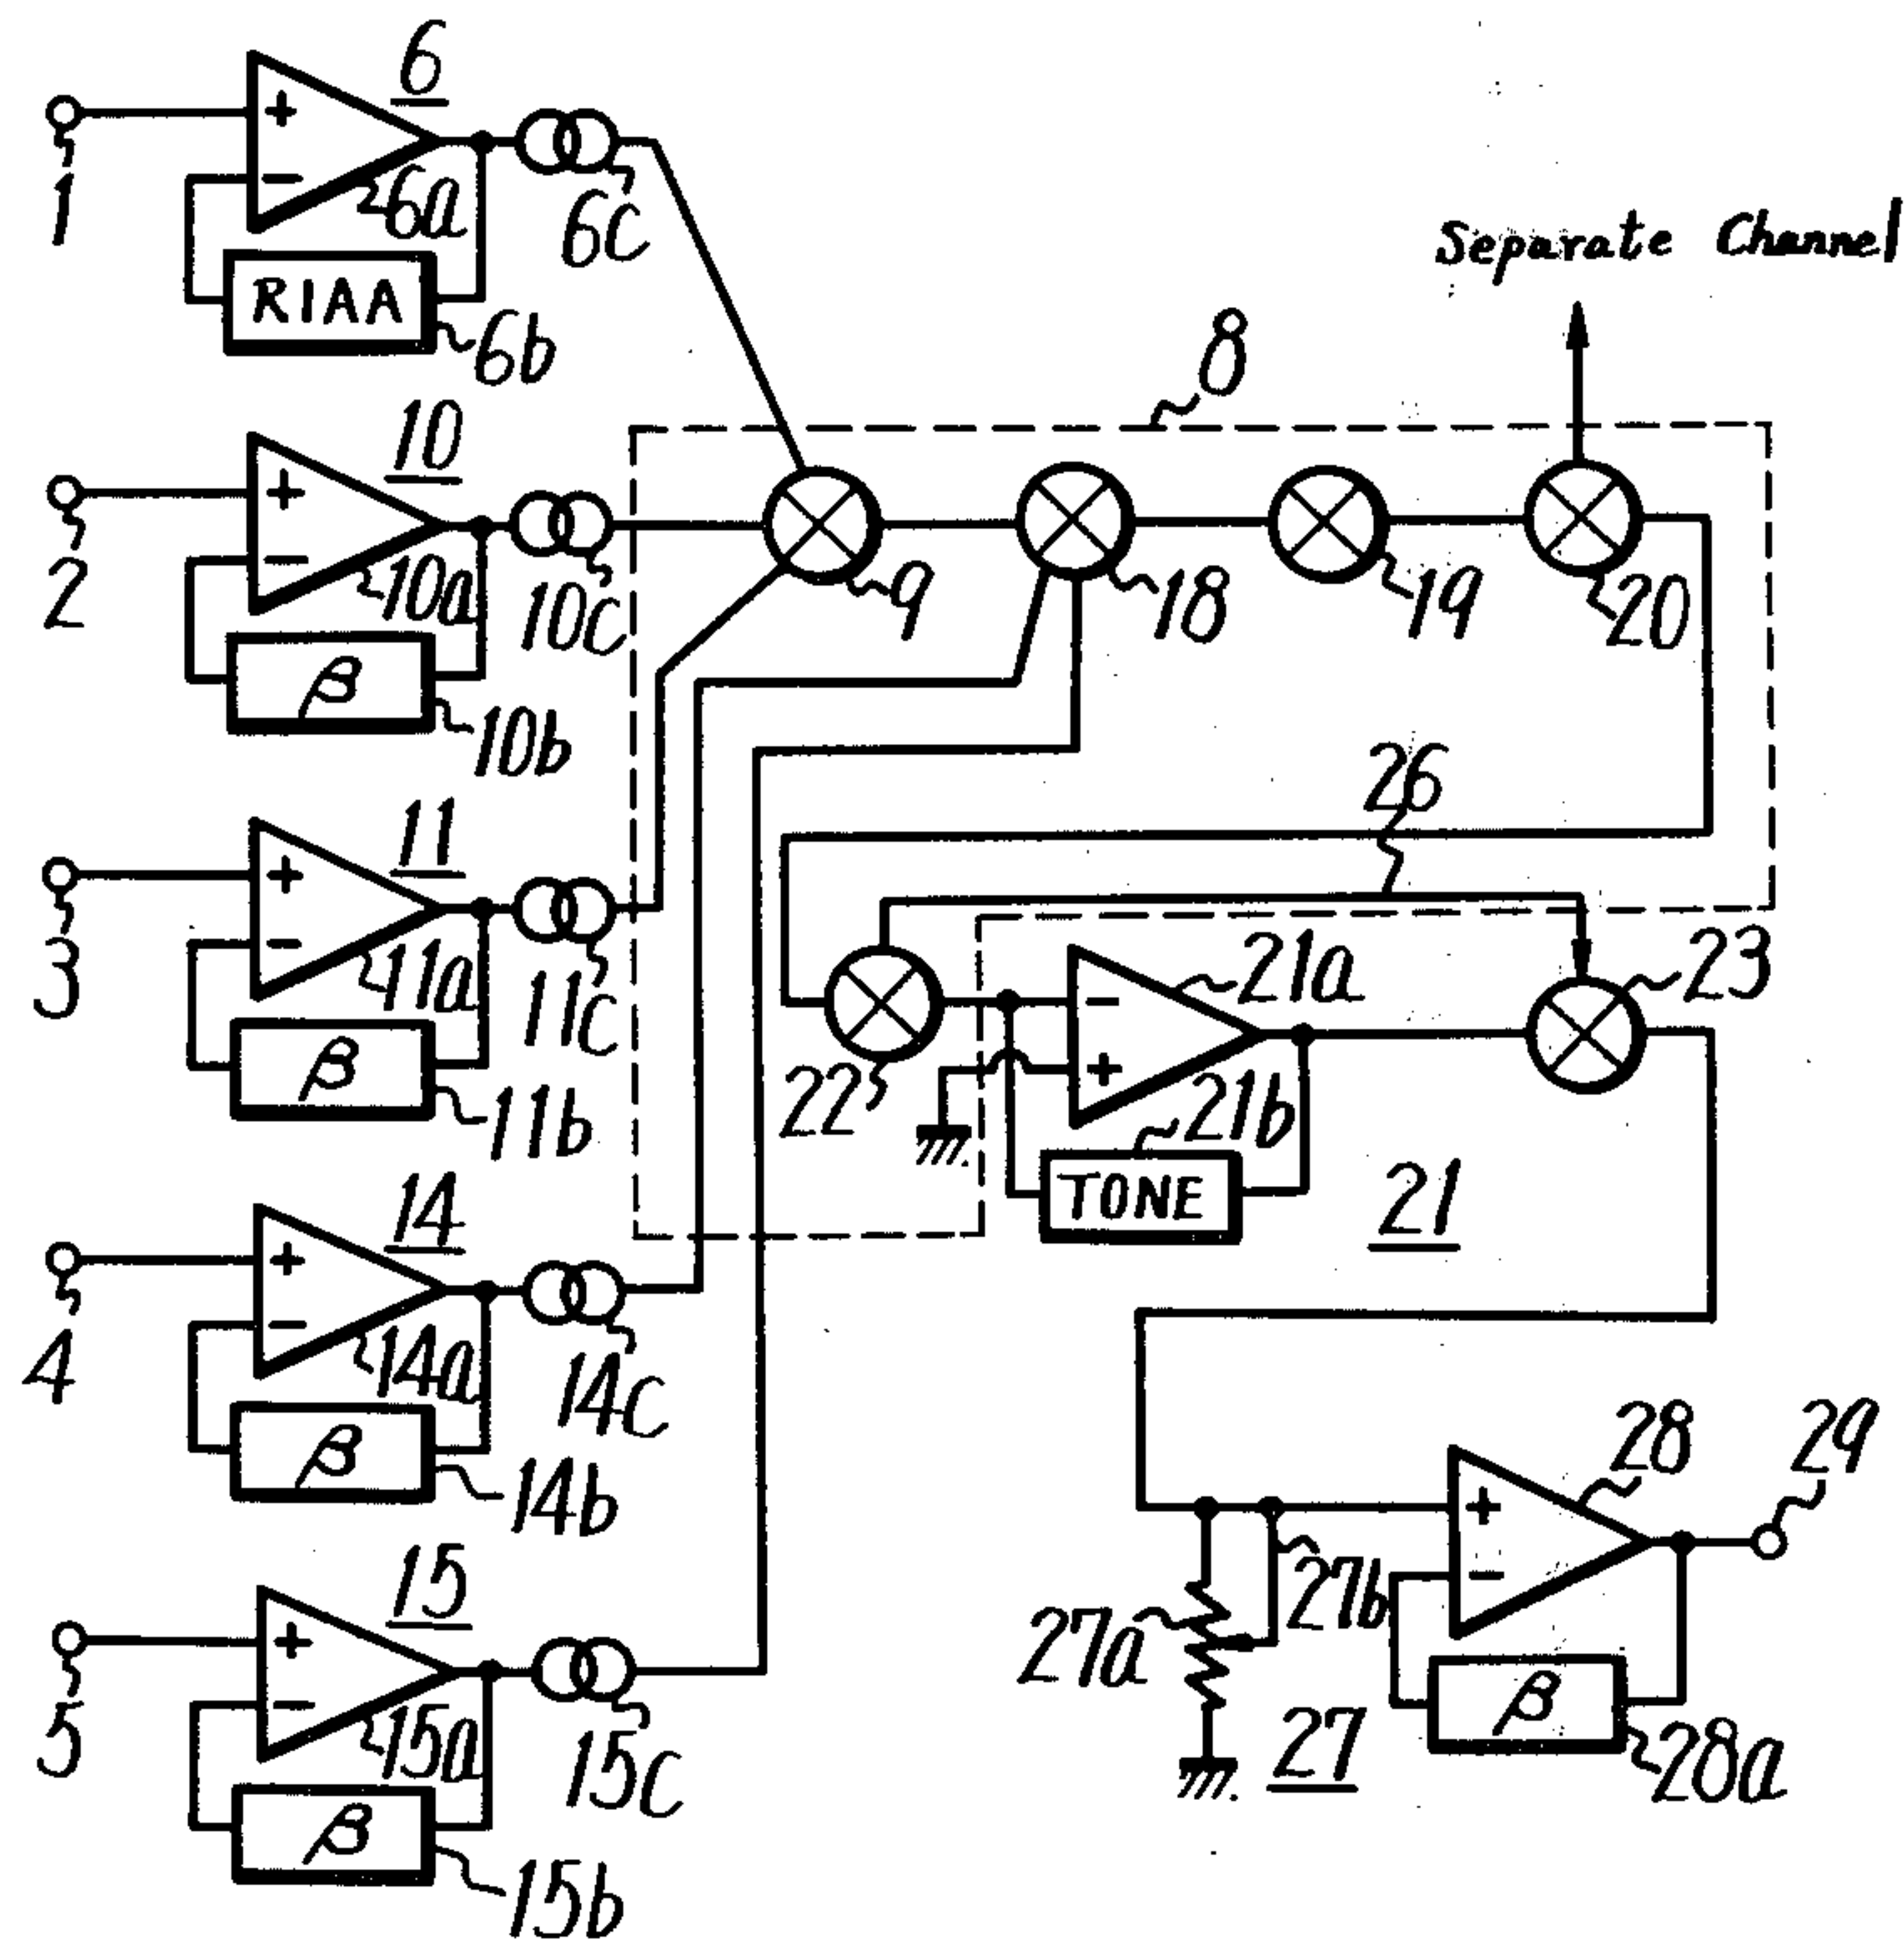 6
+
1
−
6a
6c
RIAA
6b
Separate Channel
8
10
+
2
−
10a
10c
9
18
19
20
β
10b
26
11
+
3
−
11a
11c
21a
23
−
β
+
22
21b
11b
TONE
21
14
+
4
−
14a
14c
28
29
β
+
14b
15
27b
−
+
27a
5
−
15a
15c
β
27
28a
β
15b